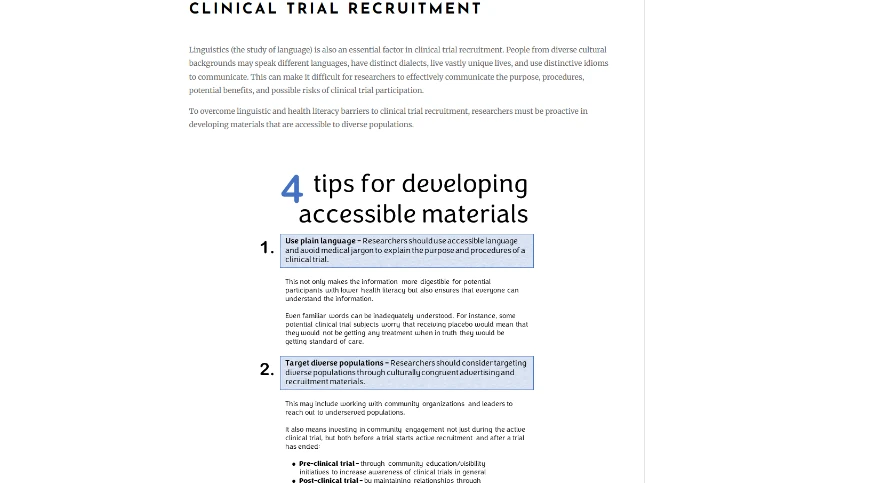 CLINICAL TRIAL RECRUITMENT
Linguistics (the study of language) is also an essential factor in clinical trial recruitment. People from diverse cultural
backgrounds may speak different languages, have distinct dialects, live vastly unique lives, and use distinctive idioms
to communicate. This can make it difficult for researchers to effectively communicate the purpose, procedures,
potential benefits, and possible risks of clinical trial participation.
To overcome linguistic and health literacy barriers to clinical trial recruitment, researchers must be proactive in
developing materials that are accessible to diverse populations.
4 tips for developing
accessible materials
1. Use plain language – Researchers should use accessible language
and avoid medical jargon to explain the purpose and procedures of a
clinical trial.
This not only makes the information more digestible for potential
participants with lower health literacy but also ensures that everyone can
understand the information.
Even familiar words can be inadequately understood. For instance, some
potential clinical trial subjects worry that receiving placebo would mean that
they would not be getting any treatment when in truth they would be
getting standard of care.
2. Target diverse populations – Researchers should consider targeting
diverse populations through culturally congruent advertising and
recruitment materials.
This may include working with community organizations and leaders to
reach out to underserved populations.
It also means investing in community engagement not just during the active
clinical trial, but both before a trial starts active recruitment and after a trial
has ended:
• Pre-clinical trial – through community education/visibility
initiatives to increase awareness of clinical trials in general
• Post-clinical trial – by maintaining relationships through